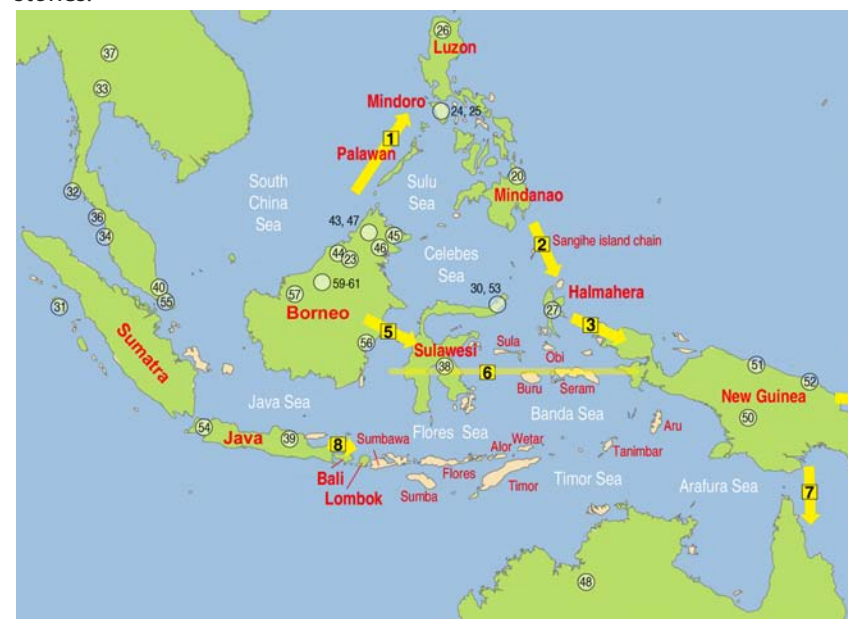 stories.
26
Luzon
37
33
Mindoro
24, 25
1
Palawan
South
China
Sea
Sulu
Sea
20
Mindanao
32
36
34
43, 47
45
46
44
23
2
Sangihe island chain
Celebes
Sea
40
55
31
59-61
57
30, 53
Halmahera
27
Borneo
5
3
Sumatra
56
Sulawesi
38
Sula
Obi
6
Buru
Seram
51
52
New Guinea
50
Java Sea
Banda Sea
Aru
54
Java
39
8
Sumbawa
Flores Sea
Alor
Wetar
Tanimbar
Bali
Lombok
Sumba
Flores
Timor
Timor Sea
Arafura Sea
7
48